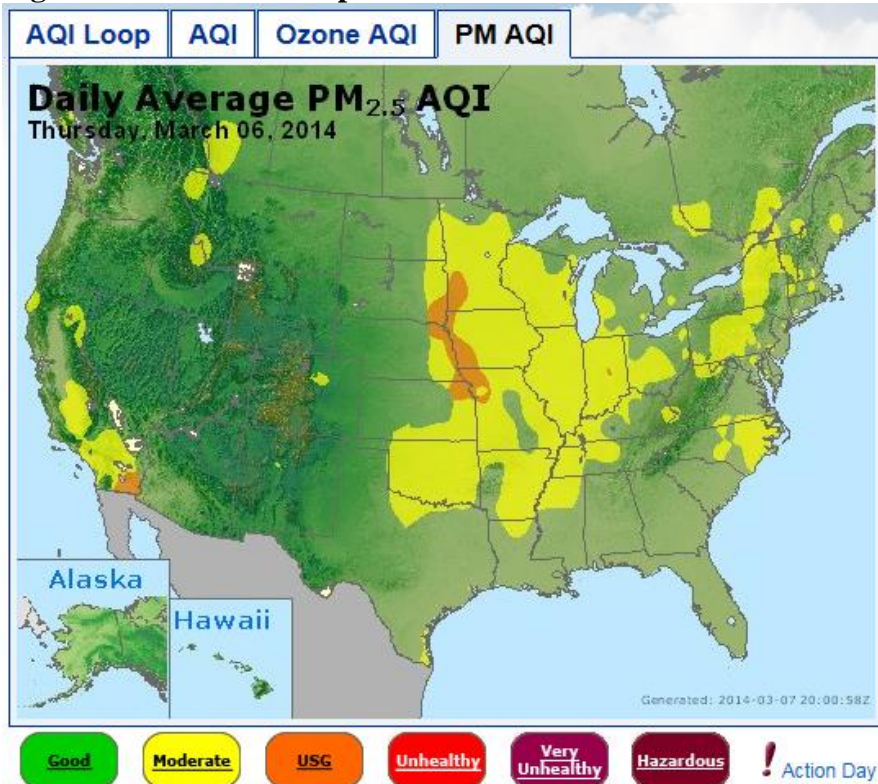 AQI Loop AQI Ozone AQI PM AQI
Daily Average PM2.5 AQI
Thursday, March 06, 2014
Alaska
Hawaii
Generated: 2014-03-07 20:00:58Z
Good Moderate USG Unhealthy Very Unhealthy Hazardous ! Action Day